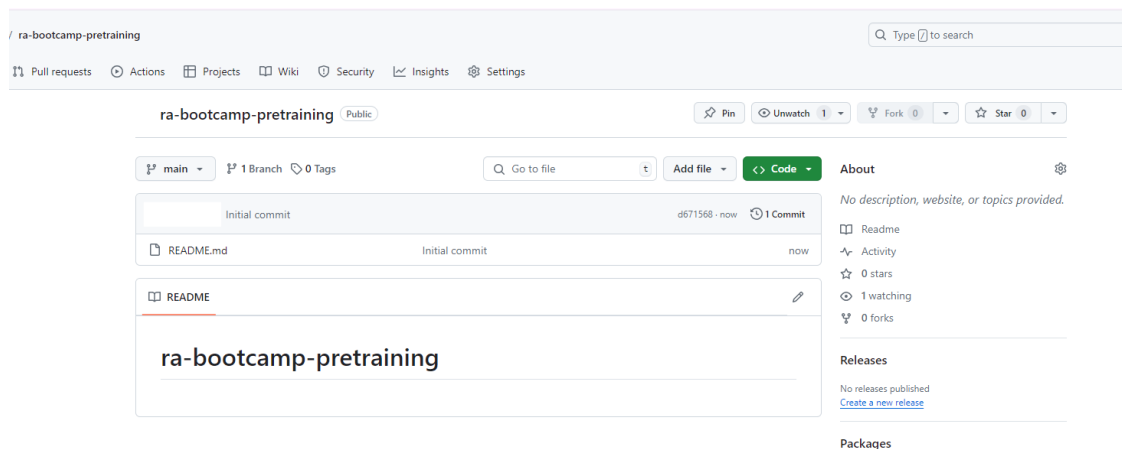 / ra-bootcamp-pretraining
Type / to search
Pull requests Actions Projects Wiki Security Insights Settings
ra-bootcamp-pretraining Public
Pin Unwatch 1 Fork 0 Star 0
main 1 Branch 0 Tags Go to file t Add file <> Code
About
No description, website, or topics provided.
Initial commit d671568 · now 1 Commit
README.md Initial commit now
README
ra-bootcamp-pretraining
Readme
Activity
0 stars
1 watching
0 forks
Releases
No releases published
Create a new release
Packages